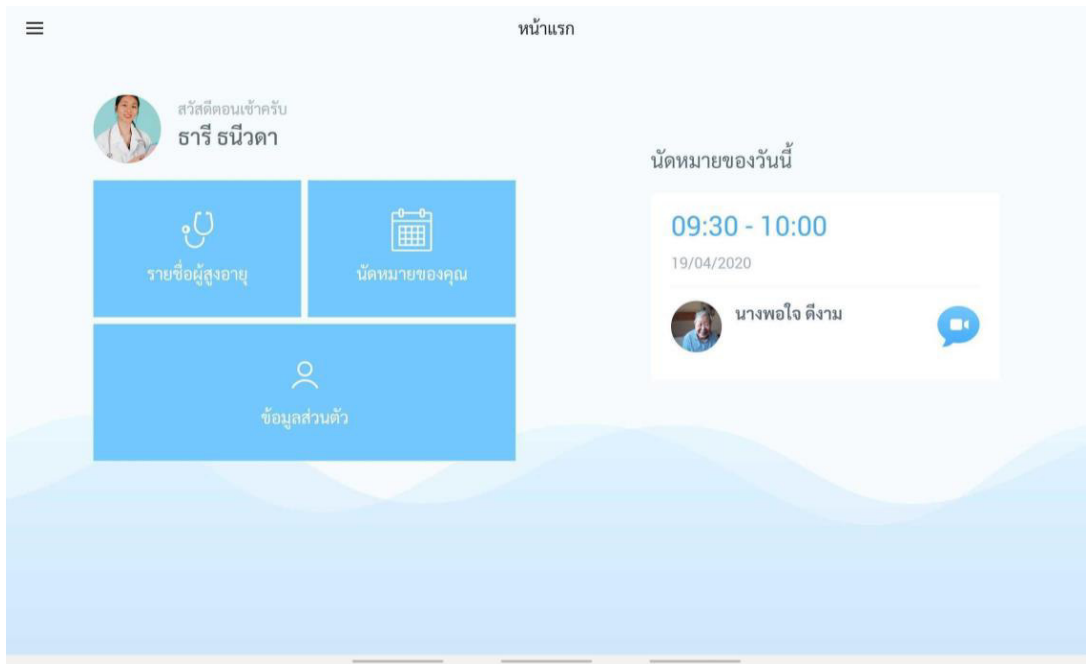 หน้าแรก
สวัสดีตอนเช้าครับ
ธารี ธนีวดา
รายชื่อผู้สูงอายุ
นัดหมายของคุณ
ข้อมูลส่วนตัว
นัดหมายของวันนี้
09:30 - 10:00
19/04/2020
นางพอใจ ดีงาม